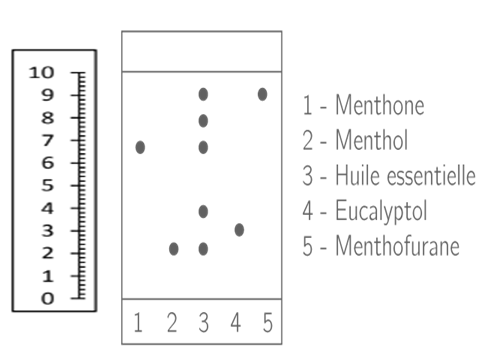 10
9
8
7
6
5
4
3
2
1
0
1 2 3 4 5
1 - Menthone
2 - Menthol
3 - Huile essentielle
4 - Eucalyptol
5 - Menthofurane